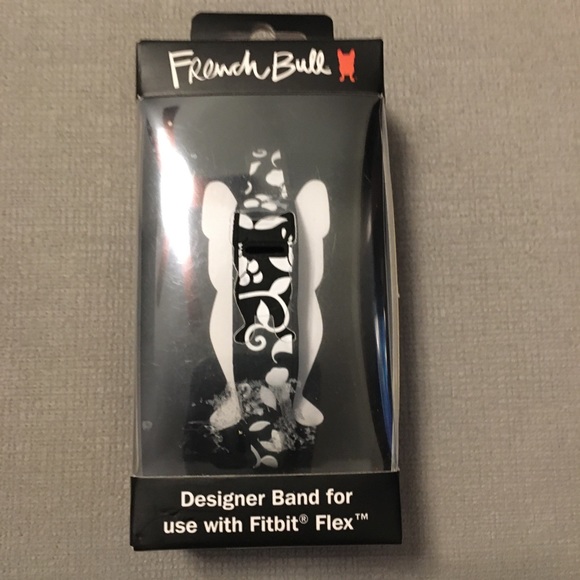 French Bull
Designer Band for
use with Fitbit® Flex™